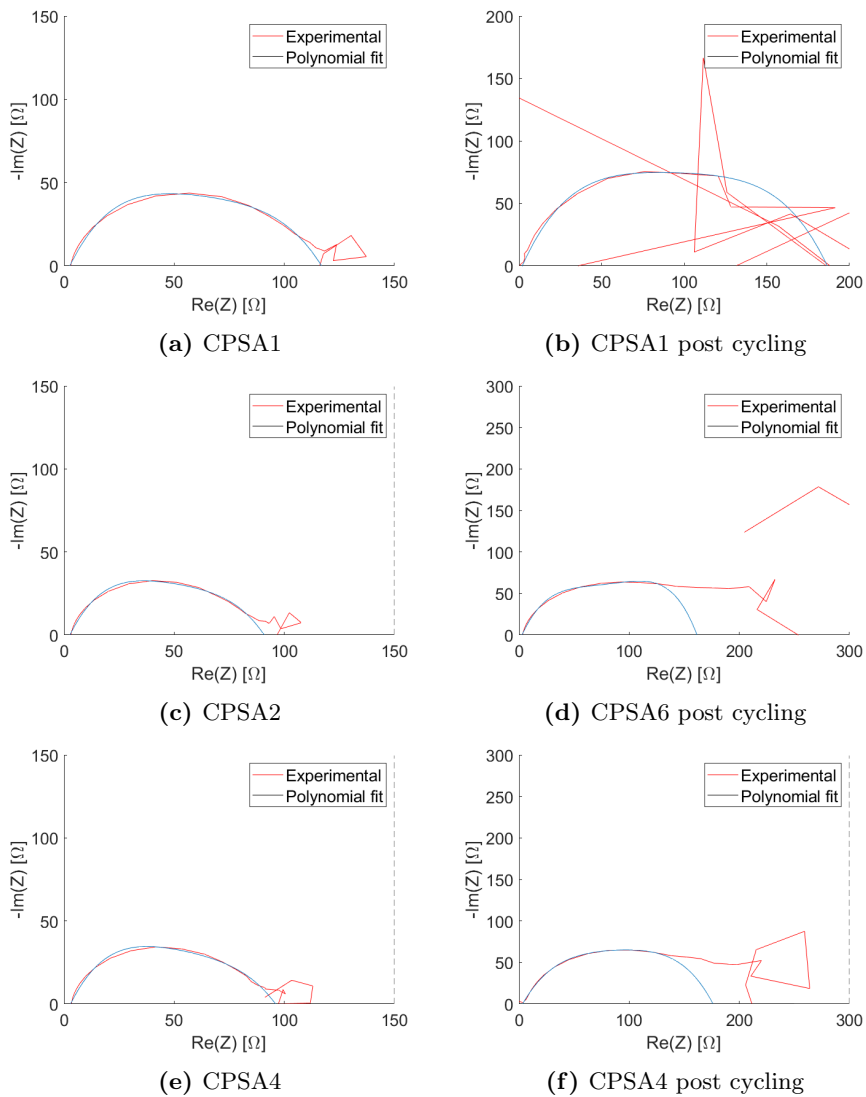 150
100
50
0
-Im(Z) [Ω]
Experimental
Polynomial fit
0 50 100 150
Re(Z) [Ω]
(a) CPSA1
200
150
100
50
0
-Im(Z) [Ω]
Experimental
Polynomial fit
0 50 100 150 200
Re(Z) [Ω]
(b) CPSA1 post cycling
150
100
50
0
-Im(Z) [Ω]
Experimental
Polynomial fit
0 50 100 150
Re(Z) [Ω]
(c) CPSA2
300
250
200
150
100
50
0
-Im(Z) [Ω]
Experimental
Polynomial fit
0 100 200 300
Re(Z) [Ω]
(d) CPSA6 post cycling
150
100
50
0
-Im(Z) [Ω]
Experimental
Polynomial fit
0 50 100 150
Re(Z) [Ω]
(e) CPSA4
300
250
200
150
100
50
0
-Im(Z) [Ω]
Experimental
Polynomial fit
0 100 200 300
Re(Z) [Ω]
(f) CPSA4 post cycling